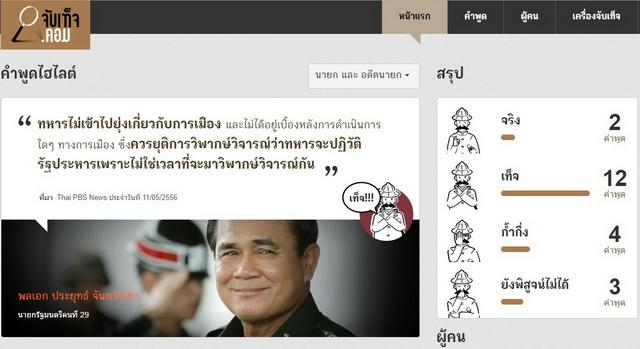 จับเท็จ
.คอม
หน้าแรก
คำพูด
ผู้คน
เครื่องจับเท็จ
คำพูดไฮไลต์
นายก และ อดีตนายก
“ ทหารไม่เข้าไปยุ่งเกี่ยวกับการเมือง และไม่ได้อยู่เบื้องหลังการดำเนินการ
ใดๆ ทางการเมือง ซึ่งควรยุติการวิพากษ์วิจารณ์ว่าทหารจะปฏิวัติ
รัฐประหารเพราะไม่ใช่เวลาที่จะมาวิพากษ์วิจารณ์กัน ”
ที่มา Thai PBS News ประจำวันที่ 11/05/2556
เท็จ!!!
พลเอก ประยุทธ์ จันทร์โอชา
นายกรัฐมนตรีคนที่ 29
สรุป
จริง
2
คำพูด
เท็จ
12
คำพูด
ก้ำกึ่ง
4
คำพูด
ยังพิสูจน์ไม่ได้
3
คำพูด
ผู้คน